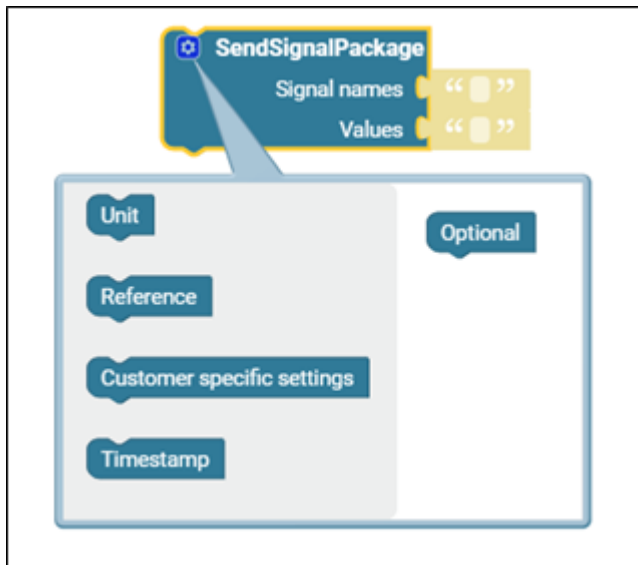 SendSignalPackage
Signal names “ ”
Values “ ”
Unit
Optional
Reference
Customer specific settings
Timestamp